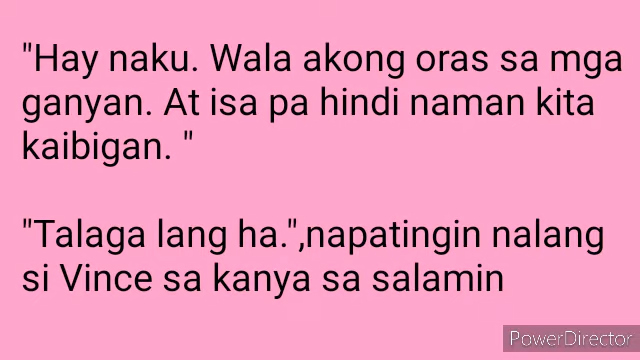 "Hay naku. Wala akong oras sa mga
ganyan. At isa pa hindi naman kita
kaibigan. "
"Talaga lang ha.",napatingin nalang
si Vince sa kanya sa salamin
PowerDirector